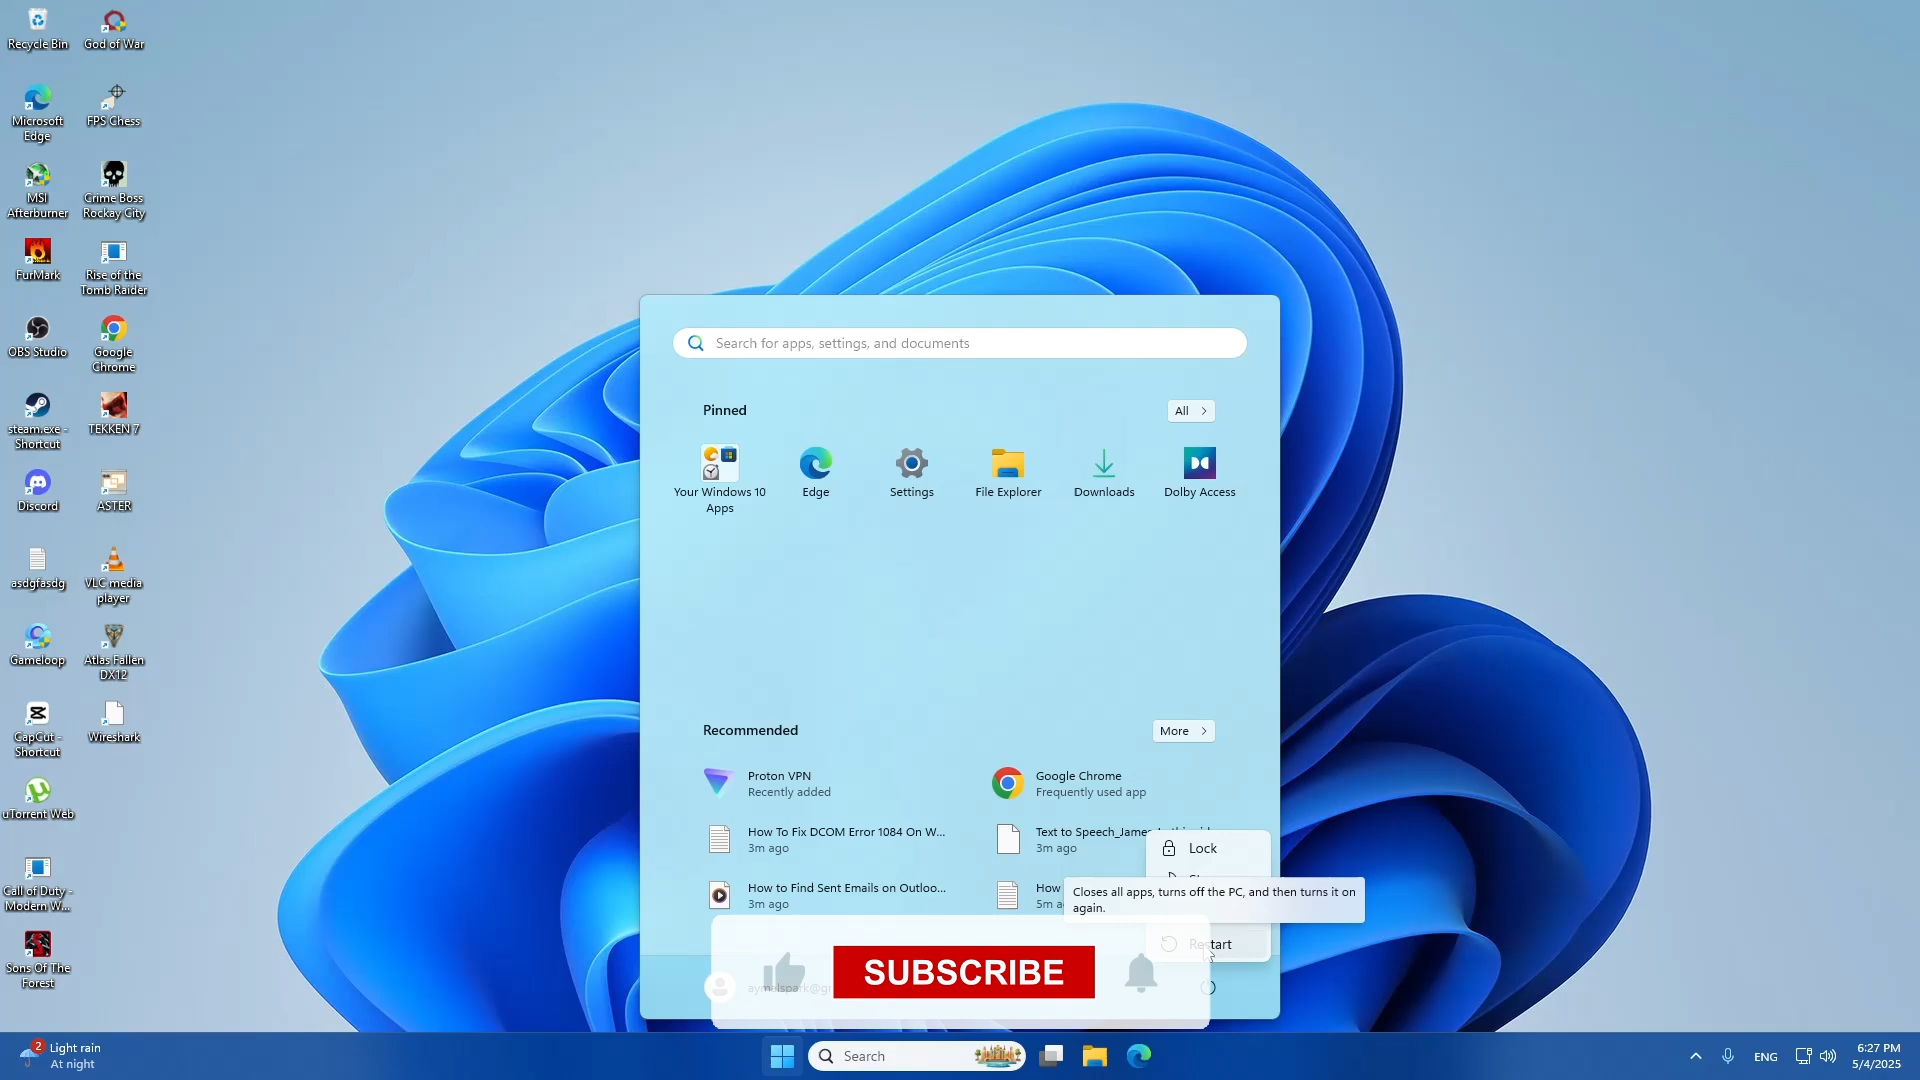 Recycle Bin
God of War
Microsoft
Edge
FPS Chess
MSI
Afterburner
Crime Boss
Rockay City
FurMark
Rise of the
Tomb Raider
OBS Studio
Google
Chrome
steam.exe -
Shortcut
TEKKEN 7
Discord
ASTER
asdgfasdg
VLC media
player
Gameloop
Atlas Fallen
DX12
CapCut -
Shortcut
Wireshark
uTorrent Web
Call of Duty -
Modern W...
Sons Of The
Forest
Search for apps, settings, and documents
Pinned
All
Your Windows 10
Apps
Edge
Settings
File Explorer
Downloads
Dolby Access
Recommended
More
Proton VPN
Recently added
Google Chrome
Frequently used app
How To Fix DCOM Error 1084 On W...
3m ago
Text to Speech_James
3m ago
How to Find Sent Emails on Outloo...
3m ago
How
5m
Lock
Closes all apps, turns off the PC, and then turns it on
again.
Restart
SUBSCRIBE
2
Light rain
At night
Search
ENG
6:27 PM
5/4/2025